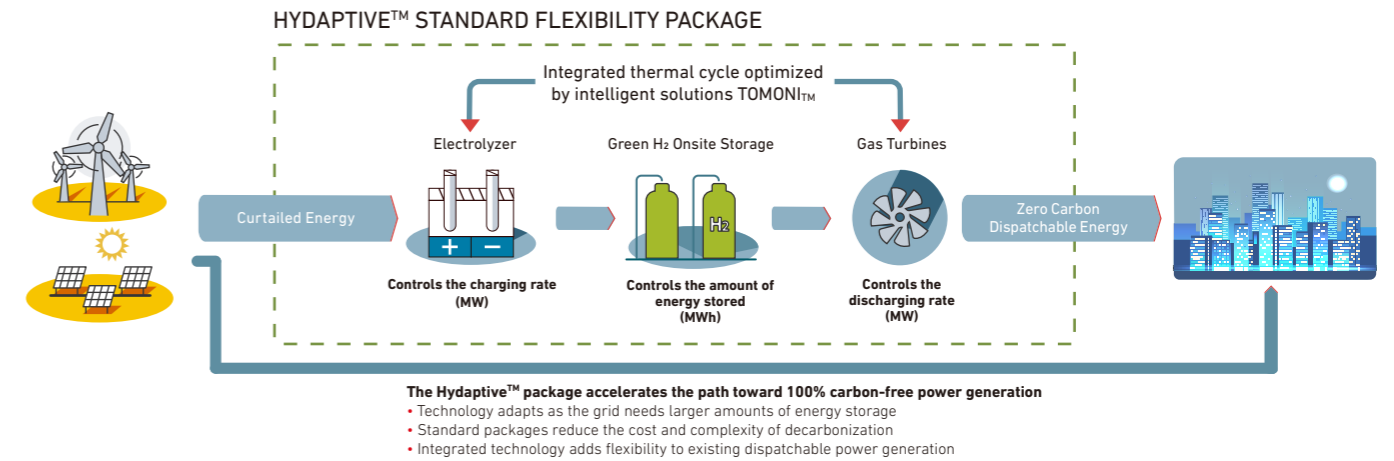 HYDAPTIVE™ STANDARD FLEXIBILITY PACKAGE
Integrated thermal cycle optimized
by intelligent solutions TOMONI™
Electrolyzer
Green H₂ Onsite Storage
Gas Turbines
Curtailed Energy
+ −
H₂
Zero Carbon
Dispatchable Energy
Controls the charging rate
(MW)
Controls the amount of
energy stored
(MWh)
Controls the
discharging rate
(MW)
The Hydaptive™ package accelerates the path toward 100% carbon-free power generation
• Technology adapts as the grid needs larger amounts of energy storage
• Standard packages reduce the cost and complexity of decarbonization
• Integrated technology adds flexibility to existing dispatchable power generation